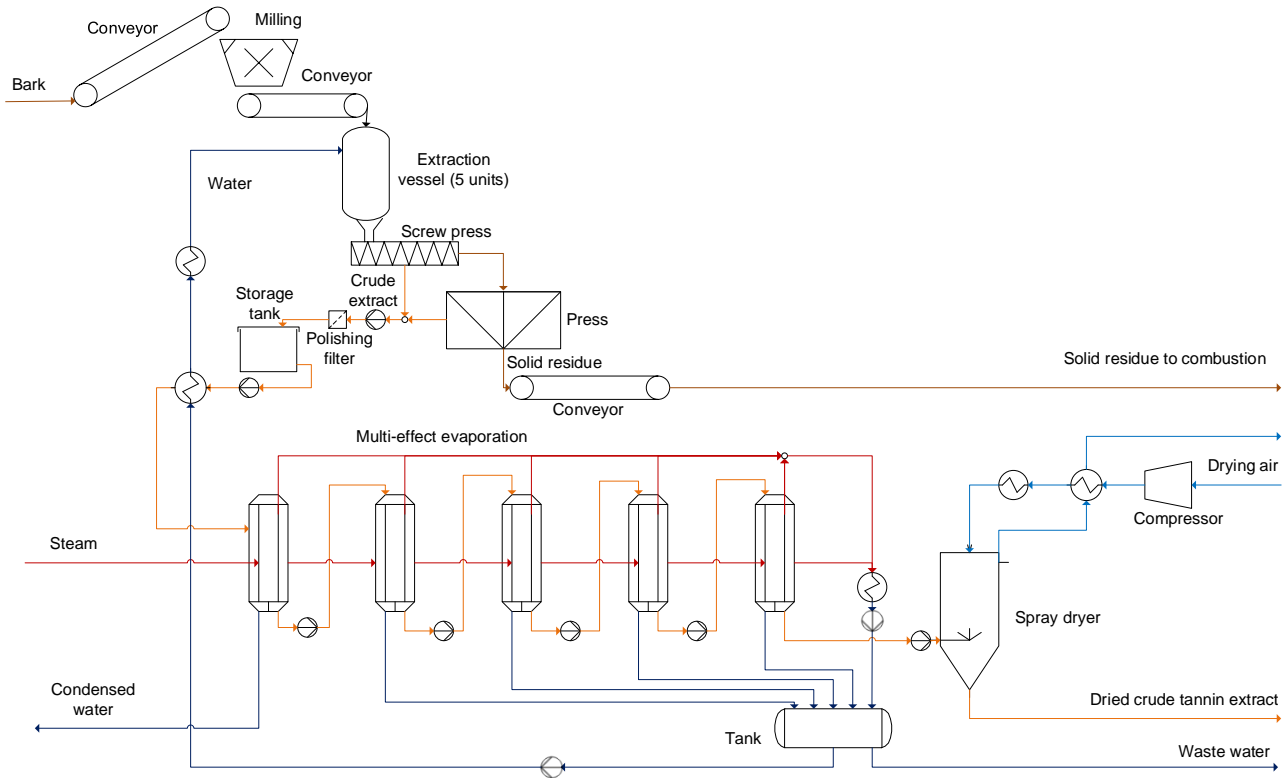 Conveyor
Milling
Bark
Conveyor
Extraction
vessel (5 units)
Water
Screw press
Crude
extract
Storage
tank
Polishing
filter
Press
Solid residue
Solid residue to combustion
Conveyor
Multi-effect evaporation
Drying air
Compressor
Steam
Spray dryer
Condensed
water
Dried crude tannin extract
Tank
Waste water